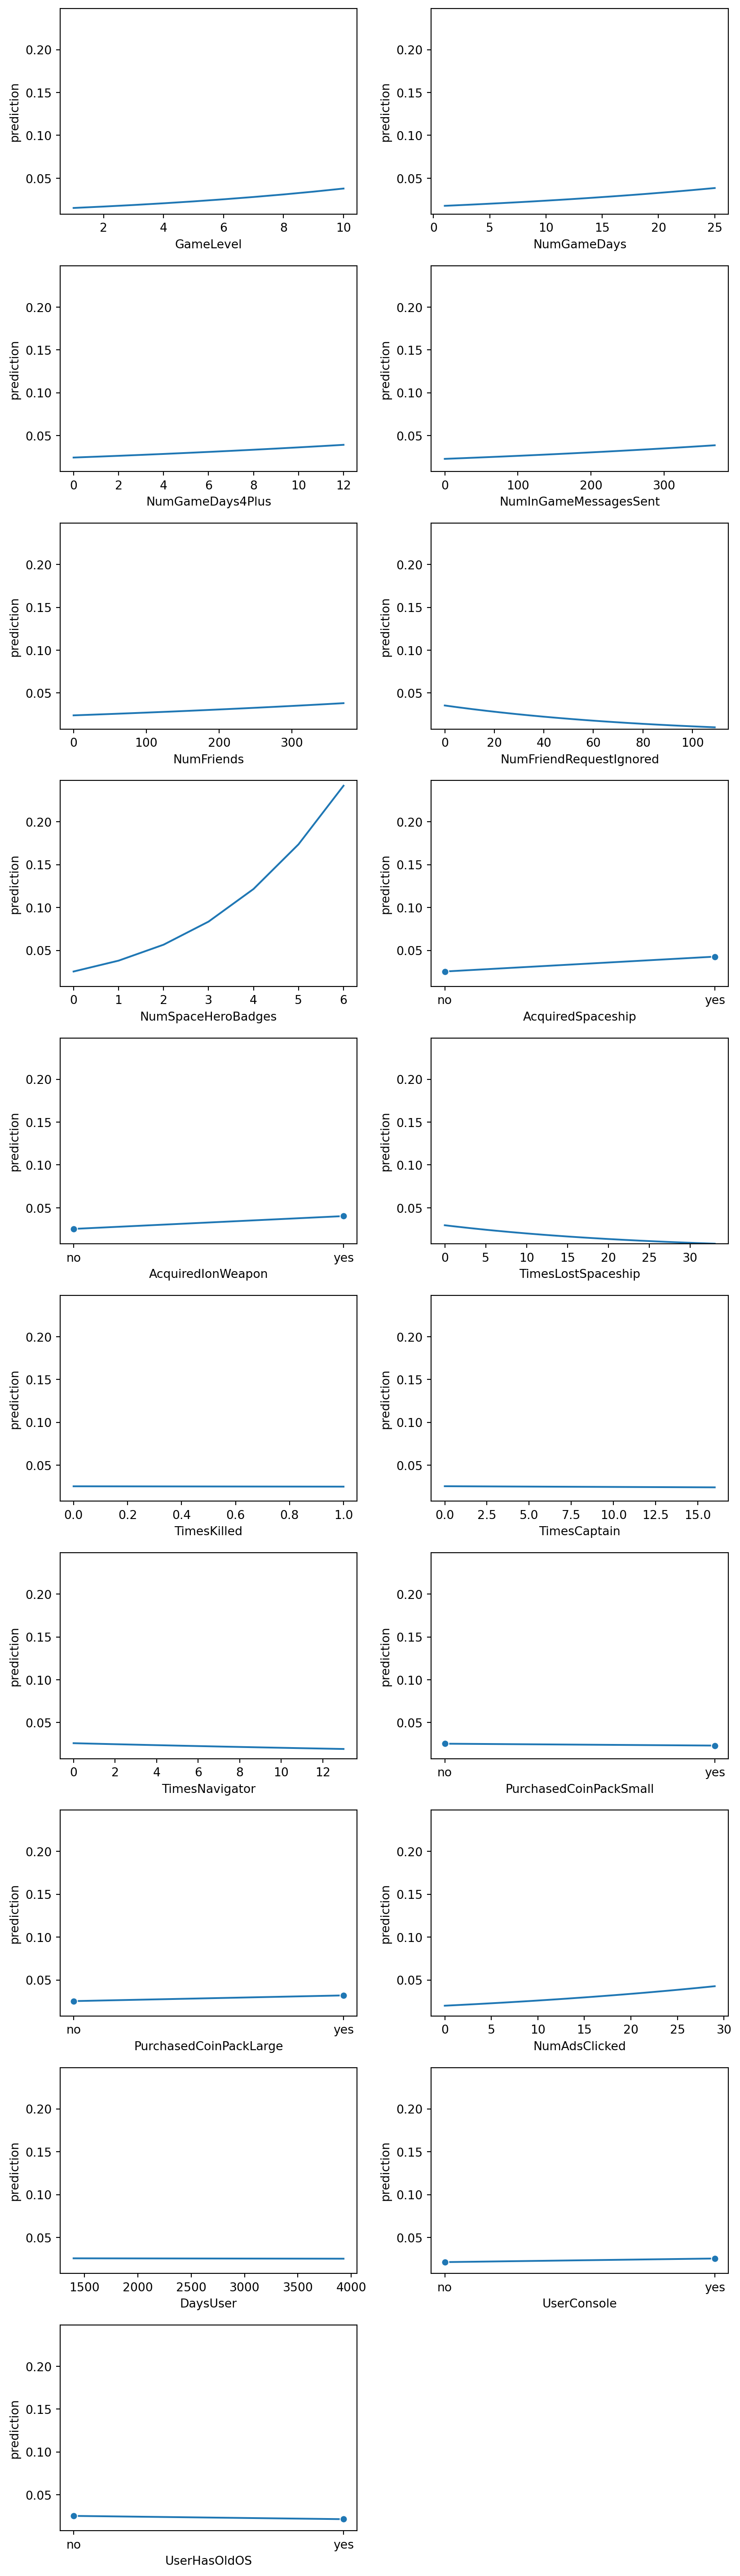 prediction
0.20
0.15
0.10
0.05
2 4 6 8 10
GameLevel
prediction
0.20
0.15
0.10
0.05
0 5 10 15 20 25
NumGameDays
prediction
0.20
0.15
0.10
0.05
0 2 4 6 8 10 12
NumGameDays4Plus
prediction
0.20
0.15
0.10
0.05
0 100 200 300
NumInGameMessagesSent
prediction
0.20
0.15
0.10
0.05
0 100 200 300
NumFriends
prediction
0.20
0.15
0.10
0.05
0 20 40 60 80 100
NumFriendRequestIgnored
prediction
0.20
0.15
0.10
0.05
0 1 2 3 4 5 6
NumSpaceHeroBadges
prediction
0.20
0.15
0.10
0.05
no yes
AcquiredSpaceship
prediction
0.20
0.15
0.10
0.05
no yes
AcquiredIonWeapon
prediction
0.20
0.15
0.10
0.05
0 5 10 15 20 25 30
TimesLostSpaceship
prediction
0.20
0.15
0.10
0.05
0.0 0.2 0.4 0.6 0.8 1.0
TimesKilled
prediction
0.20
0.15
0.10
0.05
0.0 2.5 5.0 7.5 10.0 12.5 15.0
TimesCaptain
prediction
0.20
0.15
0.10
0.05
0 2 4 6 8 10 12
TimesNavigator
prediction
0.20
0.15
0.10
0.05
no yes
PurchasedCoinPackSmall
prediction
0.20
0.15
0.10
0.05
no yes
PurchasedCoinPackLarge
prediction
0.20
0.15
0.10
0.05
0 5 10 15 20 25 30
NumAdsClicked
prediction
0.20
0.15
0.10
0.05
1500 2000 2500 3000 3500 4000
DaysUser
prediction
0.20
0.15
0.10
0.05
no yes
UserConsole
prediction
0.20
0.15
0.10
0.05
no yes
UserHasOldOS